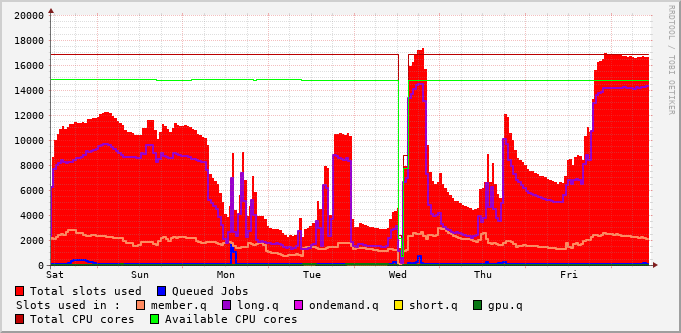 20000
18000
16000
14000
12000
10000
8000
6000
4000
2000
0
Sat Sun Mon Tue Wed Thu Fri
Total slots used Queued Jobs
Slots used in : member.q long.q ondemand.q short.q gpu.q
Total CPU cores Available CPU cores
RRDTOOL / TOBI OETIKER